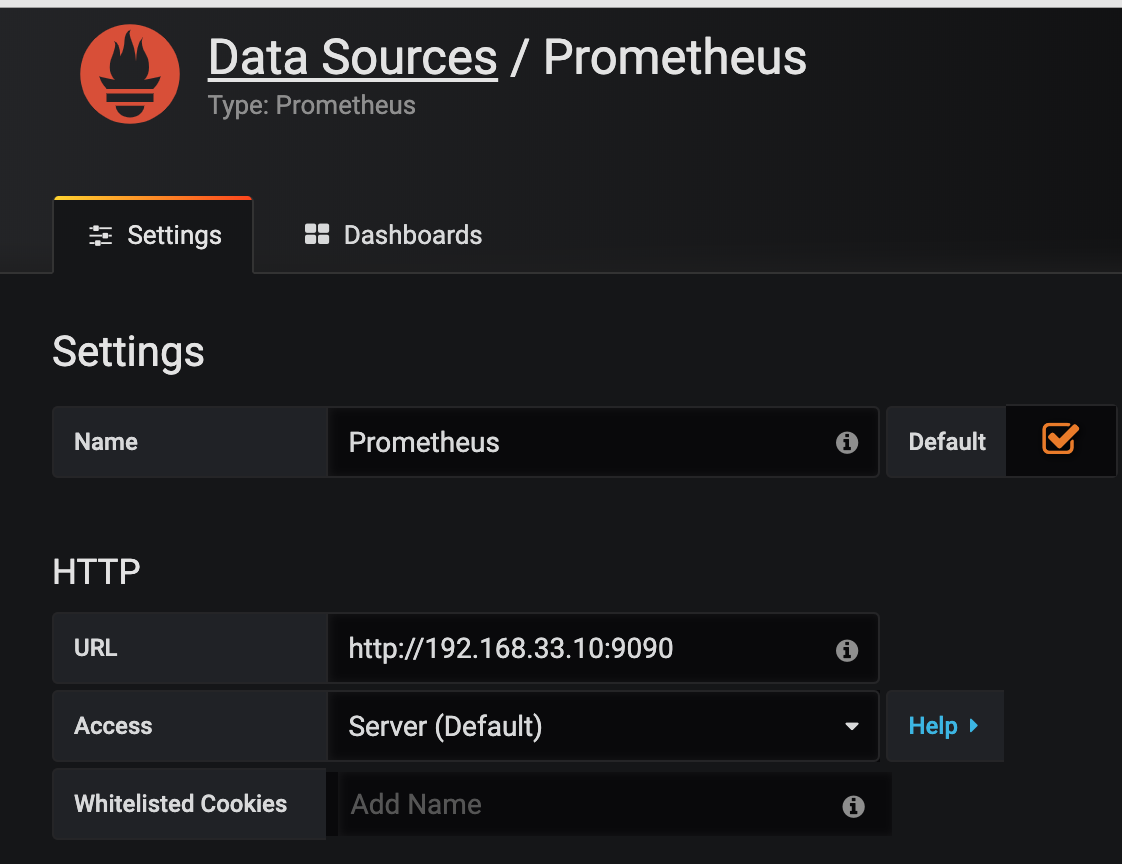 Data Sources / Prometheus
Type: Prometheus
Settings Dashboards
Settings
Name Prometheus Default
HTTP
URL http://192.168.33.10:9090
Access Server (Default) Help
Whitelisted Cookies Add Name